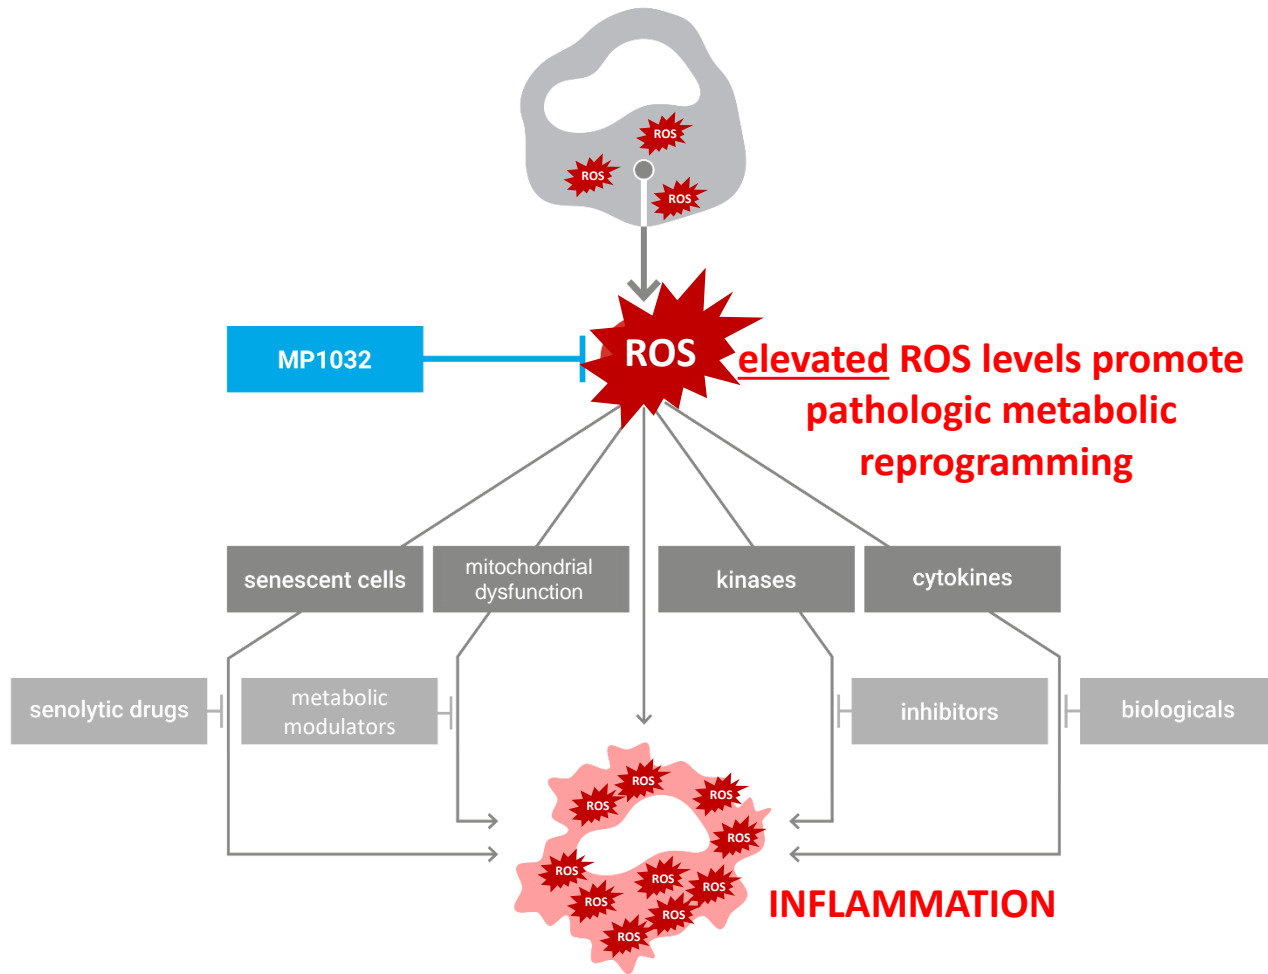 ROS
ROS
ROS
MP1032
ROS
elevated ROS levels promote
pathologic metabolic
reprogramming
senescent cells
mitochondrial
dysfunction
kinases
cytokines
senolytic drugs
metabolic
modulators
inhibitors
biologicals
ROS
ROS
ROS
ROS
ROS
ROS
ROS
ROS
ROS
ROS
INFLAMMATION